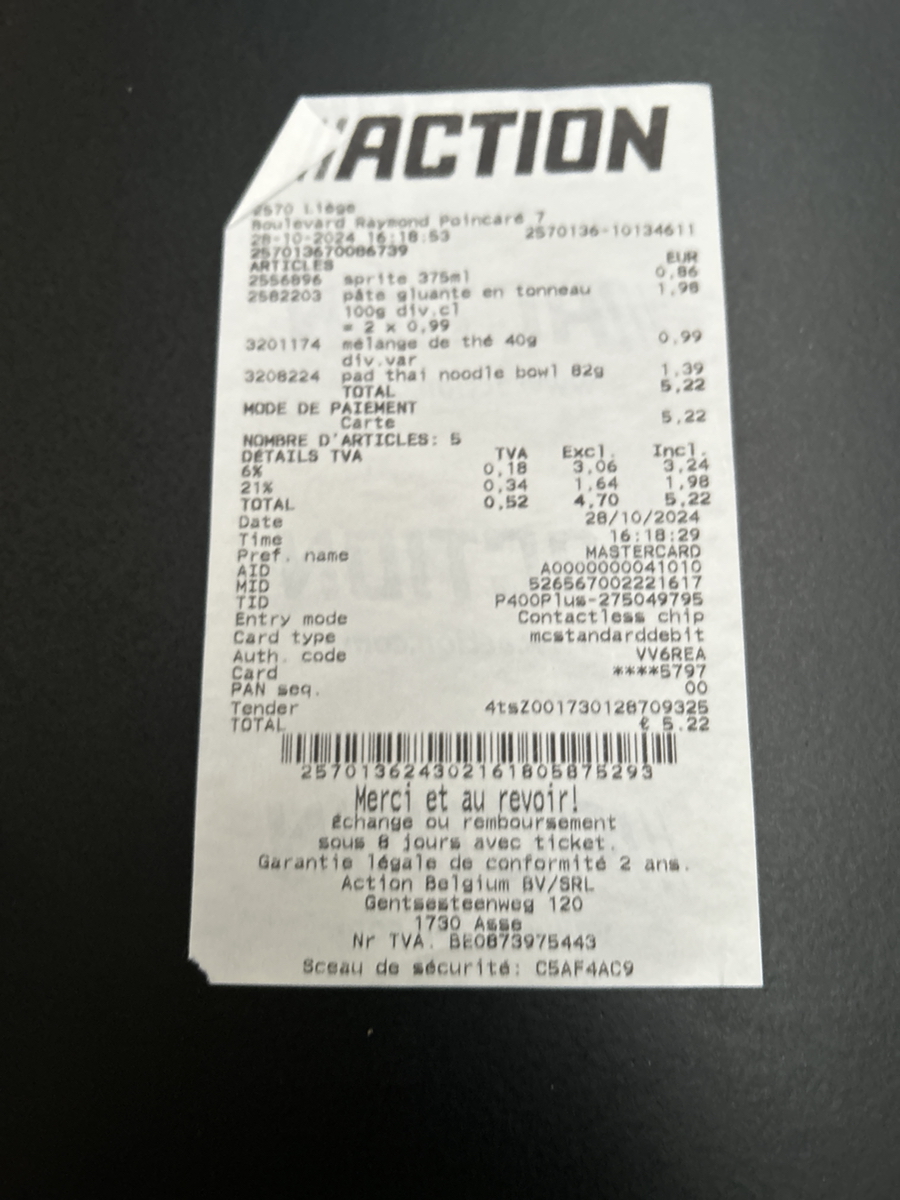 ACTION
2570 Liège
Boulevard Raymond Poincaré 7
28-10-2024 16:18:53 2570136-10134611
257013670086739
ARTICLES EUR
2556896 sprite 375ml 0,86
2582203 pâte gluante en tonneau 1,98
100g div.cl
= 2 x 0,99
3201174 mélange de thé 40g 0,99
div.var
3208224 pad thai noodle bowl 82g 1,39
TOTAL 5,22
MODE DE PAIEMENT
Carte 5,22
NOMBRE D'ARTICLES: 5
DÉTAILS TVA TVA Excl. Incl.
6% 0,18 3,06 3,24
21% 0,34 1,64 1,98
TOTAL 0,52 4,70 5,22
Date 28/10/2024
Time 16:18:29
Pref. name MASTERCARD
AID A0000000041010
MID 526567002221617
TID P400Plus-275049795
Entry mode Contactless chip
Card type mcstandarddebit
Auth. code VV6REA
Card ****5797
PAN seq. 00
Tender 4tsZ001730128709325
TOTAL € 5.22
257013624302161805875293
Merci et au revoir!
Échange ou remboursement
sous 8 jours avec ticket.
Garantie légale de conformité 2 ans.
Action Belgium BV/SRL
Gentsesteenweg 120
1730 Asse
Nr TVA. BE0873975443
Sceau de sécurité: C5AF4AC9